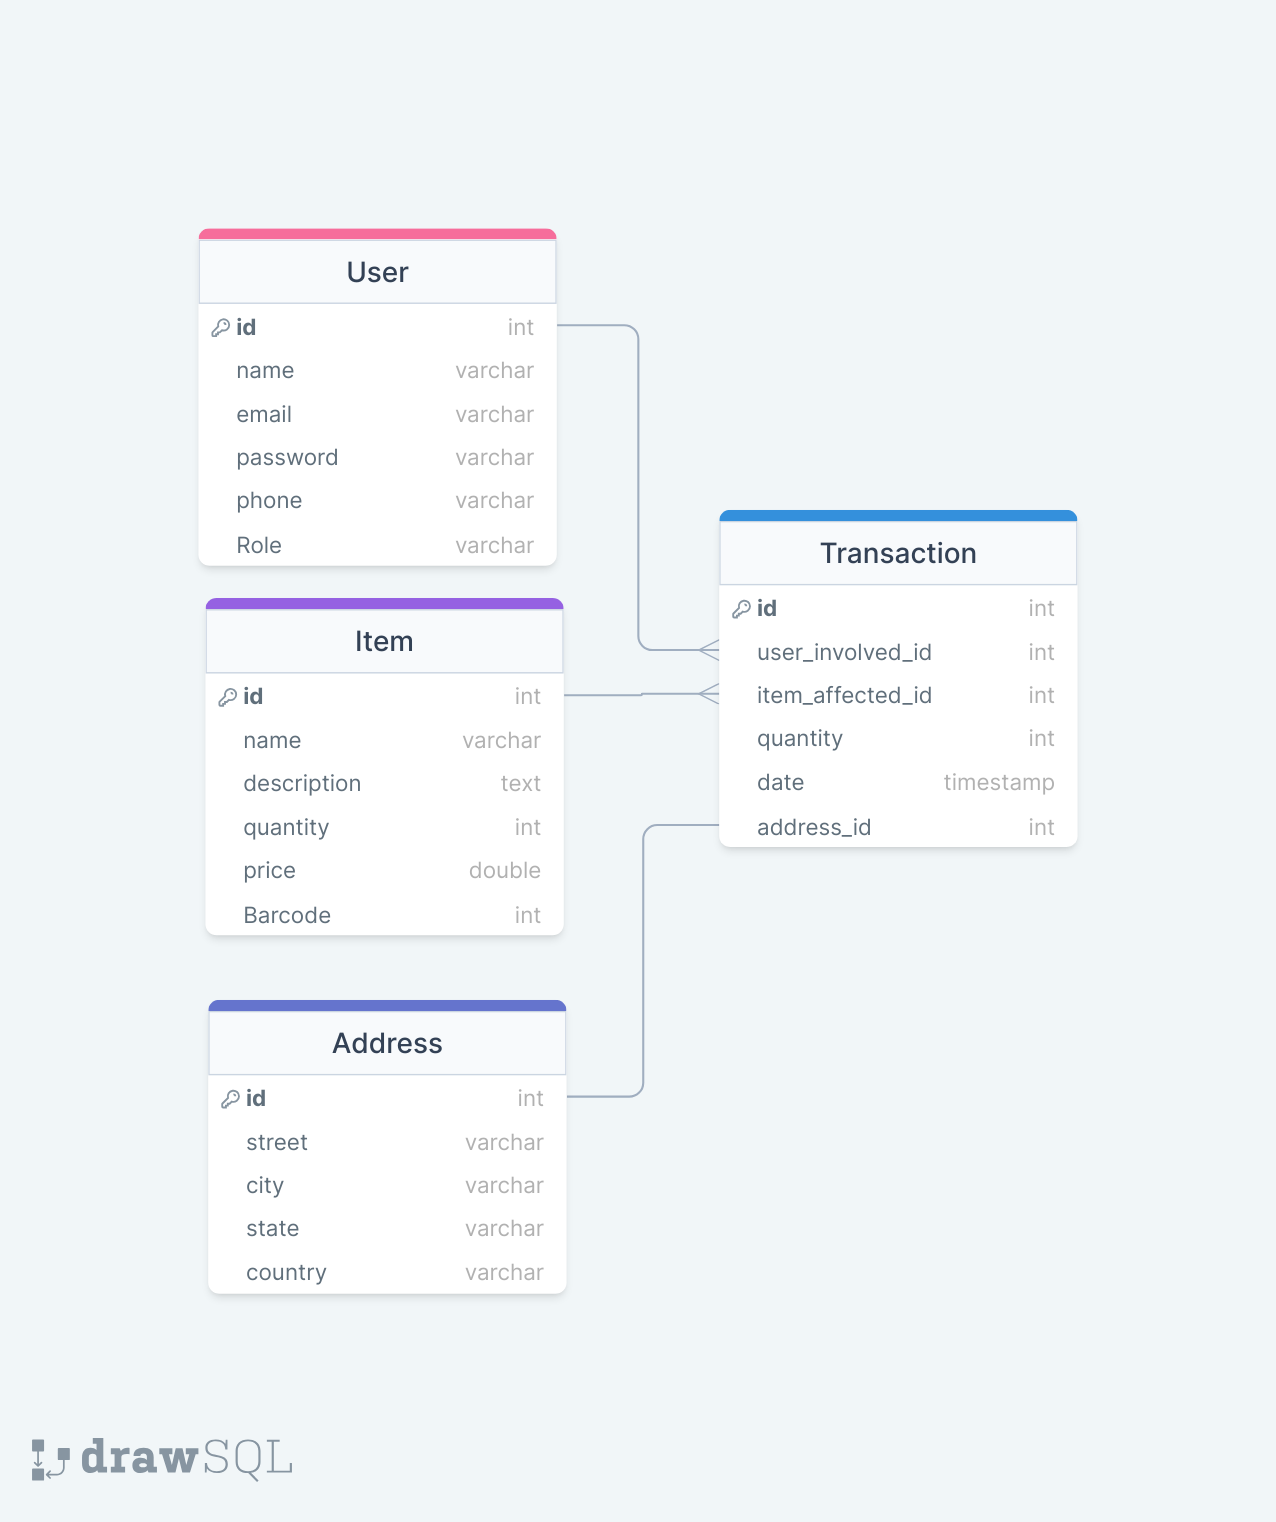 User
id int
name varchar
email varchar
password varchar
phone varchar
Role varchar
Item
id int
name varchar
description text
quantity int
price double
Barcode int
Address
id int
street varchar
city varchar
state varchar
country varchar
Transaction
id int
user_involved_id int
item_affected_id int
quantity int
date timestamp
address_id int
drawSQL